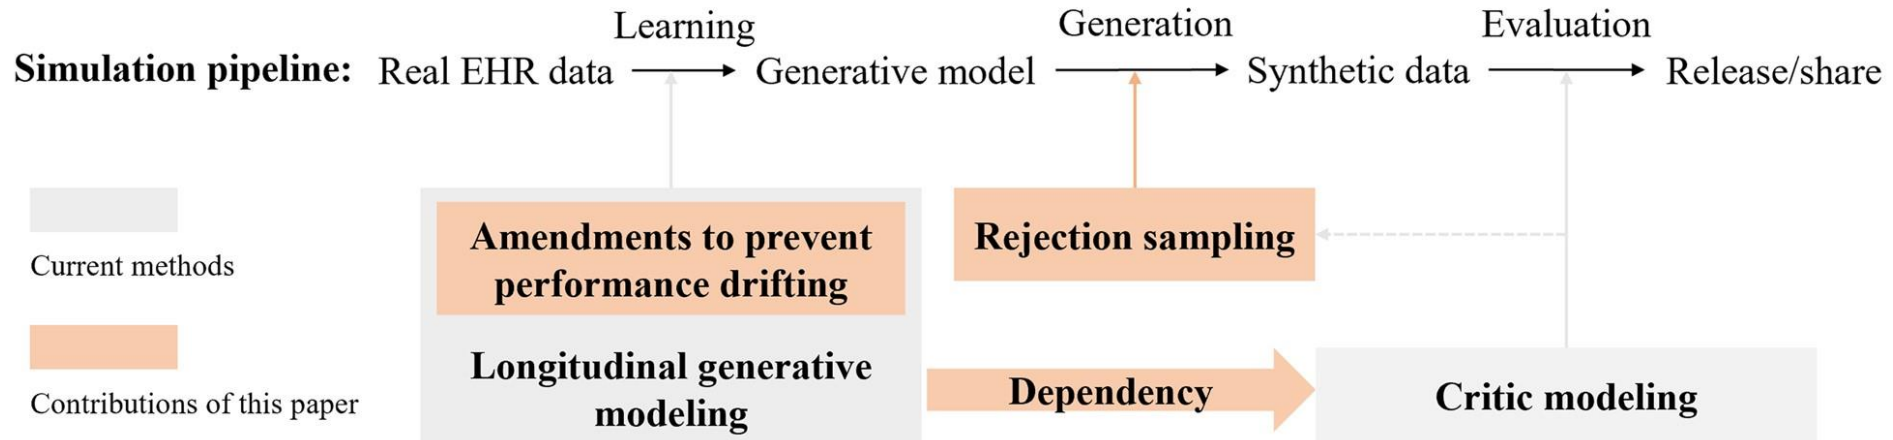 Learning
Generation
Evaluation
Simulation pipeline: Real EHR data Generative model Synthetic data Release/share
Current methods
Contributions of this paper
Amendments to prevent
performance drifting
Longitudinal generative
modeling
Rejection sampling
Dependency
Critic modeling